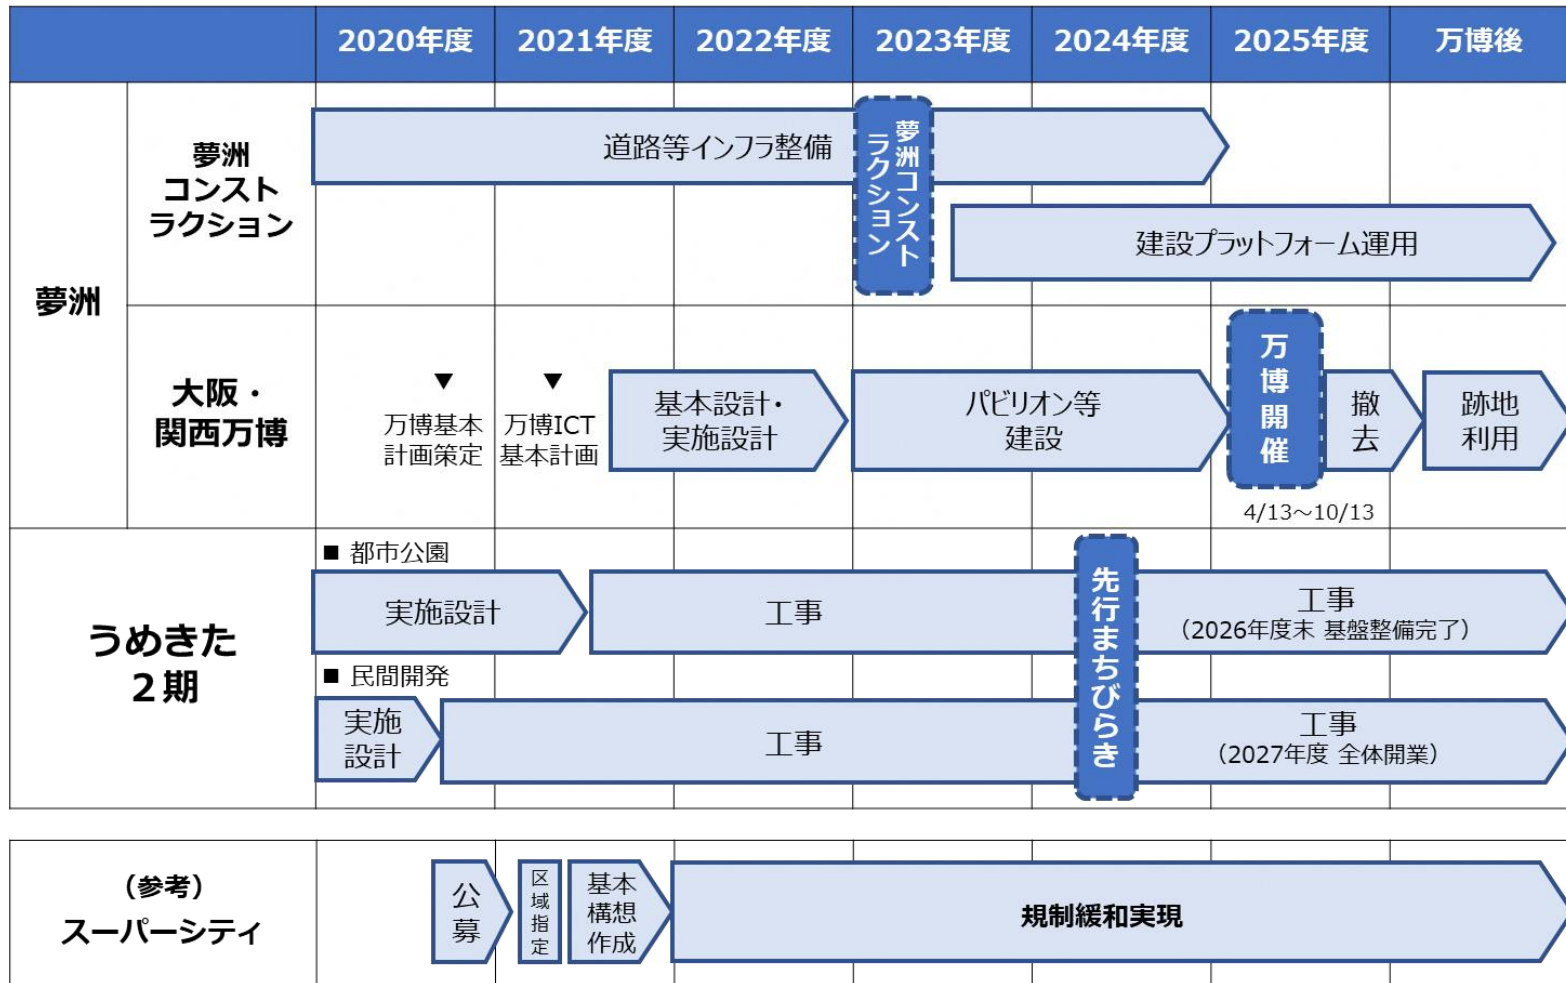 2020年度
2021年度
2022年度
2023年度
2024年度
2025年度
万博後
夢洲
夢洲
コンスト
ラクション
道路等インフラ整備
夢洲コンスト
ラクション
建設プラットフォーム運用
大阪・
関西万博
▼
万博基本
計画策定
▼
万博ICT
基本計画
基本設計・
実施設計
パビリオン等
建設
万博開催
4/13～10/13
撤去
跡地
利用
うめきた
２期
■ 都市公園
実施設計
工事
先行まちびらき
工事
（2026年度末 基盤整備完了）
■ 民間開発
実施
設計
工事
工事
（2027年度 全体開業）
（参考）
スーパーシティ
公募
区域指定
基本
構想
作成
規制緩和実現